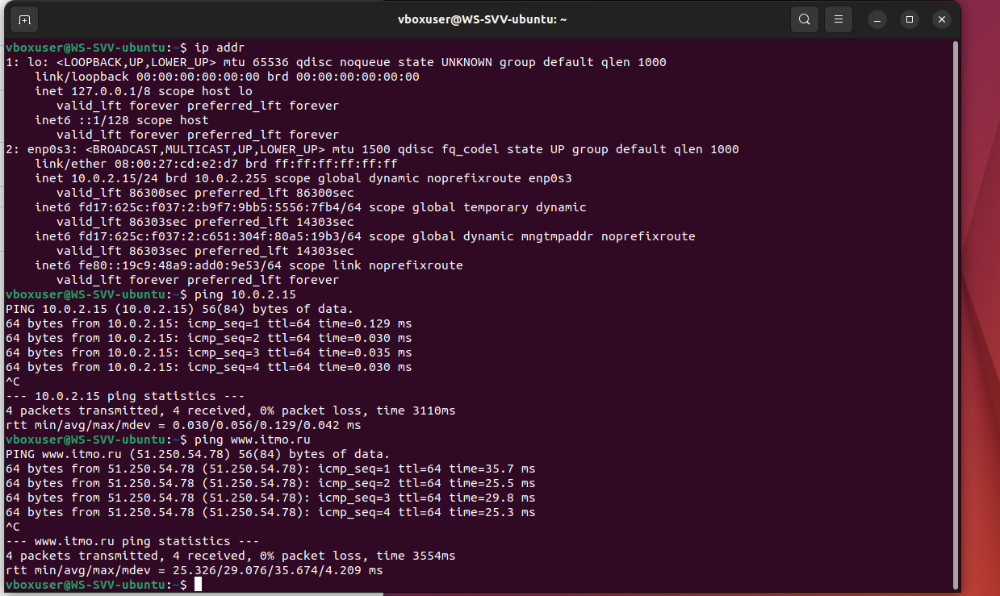 vboxuser@WS-SVV-ubuntu: ~
vboxuser@WS-SVV-ubuntu:~$ ip addr
1: lo: <LOOPBACK,UP,LOWER_UP> mtu 65536 qdisc noqueue state UNKNOWN group default qlen 1000
    link/loopback 00:00:00:00:00:00 brd 00:00:00:00:00:00
    inet 127.0.0.1/8 scope host lo
       valid_lft forever preferred_lft forever
    inet6 ::1/128 scope host
       valid_lft forever preferred_lft forever
2: enp0s3: <BROADCAST,MULTICAST,UP,LOWER_UP> mtu 1500 qdisc fq_codel state UP group default qlen 1000
    link/ether 08:00:27:cd:e2:d7 brd ff:ff:ff:ff:ff:ff
    inet 10.0.2.15/24 brd 10.0.2.255 scope global dynamic noprefixroute enp0s3
       valid_lft 86300sec preferred_lft 86300sec
    inet6 fd17:625c:f037:2:b9f7:9bb5:5556:7fb4/64 scope global temporary dynamic
       valid_lft 86303sec preferred_lft 14303sec
    inet6 fd17:625c:f037:2:c651:304f:80a5:19b3/64 scope global dynamic mngtmpaddr noprefixroute
       valid_lft 86303sec preferred_lft 14303sec
    inet6 fe80::19c9:48a9:add0:9e53/64 scope link noprefixroute
       valid_lft forever preferred_lft forever
vboxuser@WS-SVV-ubuntu:~$ ping 10.0.2.15
PING 10.0.2.15 (10.0.2.15) 56(84) bytes of data.
64 bytes from 10.0.2.15: icmp_seq=1 ttl=64 time=0.129 ms
64 bytes from 10.0.2.15: icmp_seq=2 ttl=64 time=0.030 ms
64 bytes from 10.0.2.15: icmp_seq=3 ttl=64 time=0.035 ms
64 bytes from 10.0.2.15: icmp_seq=4 ttl=64 time=0.030 ms
^C
--- 10.0.2.15 ping statistics ---
4 packets transmitted, 4 received, 0% packet loss, time 3110ms
rtt min/avg/max/mdev = 0.030/0.056/0.129/0.042 ms
vboxuser@WS-SVV-ubuntu:~$ ping www.itmo.ru
PING www.itmo.ru (51.250.54.78) 56(84) bytes of data.
64 bytes from 51.250.54.78 (51.250.54.78): icmp_seq=1 ttl=64 time=35.7 ms
64 bytes from 51.250.54.78 (51.250.54.78): icmp_seq=2 ttl=64 time=25.5 ms
64 bytes from 51.250.54.78 (51.250.54.78): icmp_seq=3 ttl=64 time=29.8 ms
64 bytes from 51.250.54.78 (51.250.54.78): icmp_seq=4 ttl=64 time=25.3 ms
^C
--- www.itmo.ru ping statistics ---
4 packets transmitted, 4 received, 0% packet loss, time 3554ms
rtt min/avg/max/mdev = 25.326/29.076/35.674/4.209 ms
vboxuser@WS-SVV-ubuntu:~$